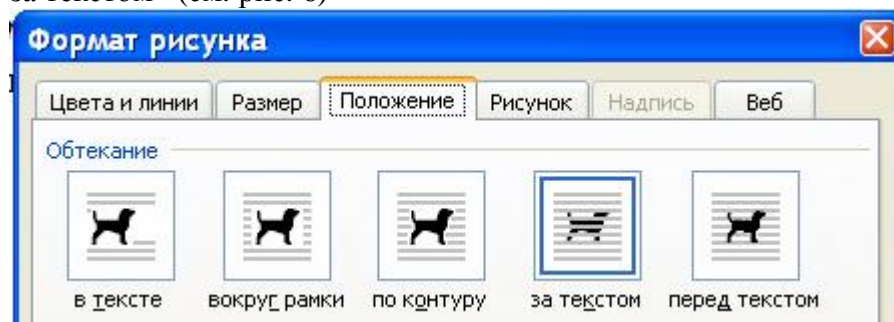 Формат рисунка
Цвета и линии Размер Положение Рисунок Надпись Веб
Обтекание
в тексте вокруг рамки по контуру за текстом перед текстом